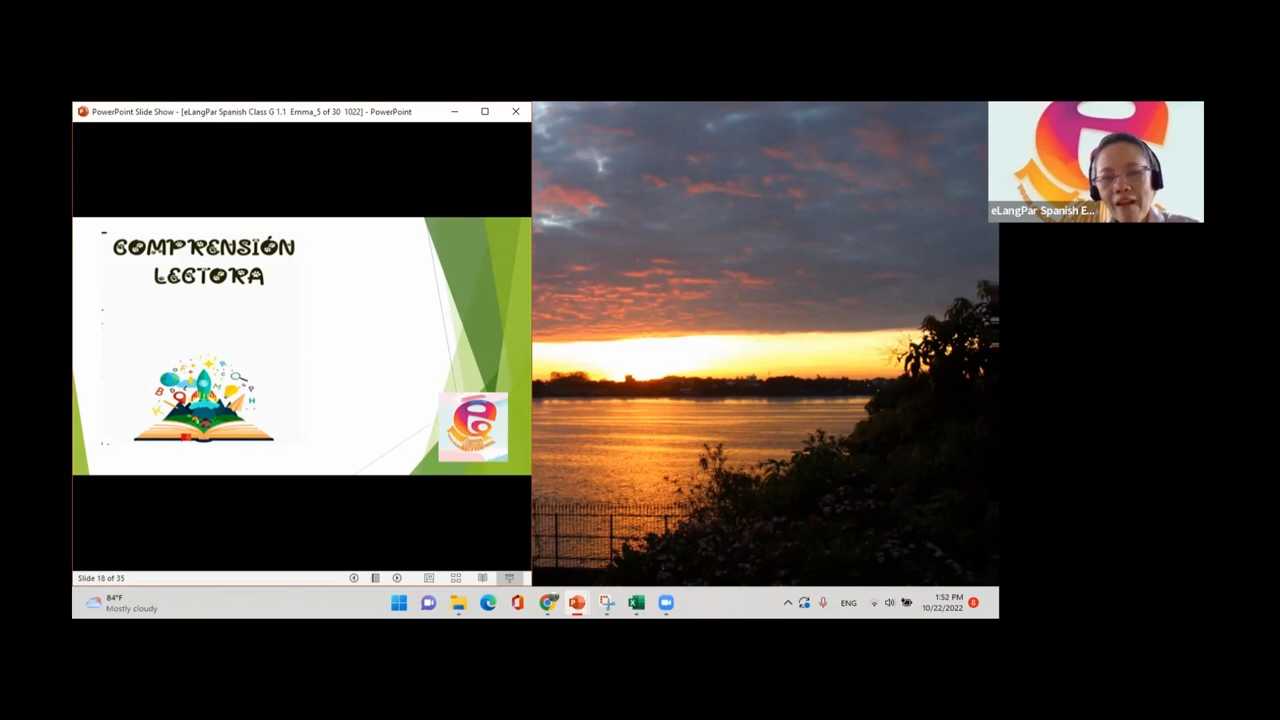 PowerPoint Slide Show - [eLangPar Spanish Class G 1.1 Emma_5 of 30 1022] - PowerPoint
COMPRENSIÓN
LECTORA
eLangPar Spanish E...
Slide 18 of 35
84°F
Mostly cloudy
ENG
1:52 PM
10/22/2022
8